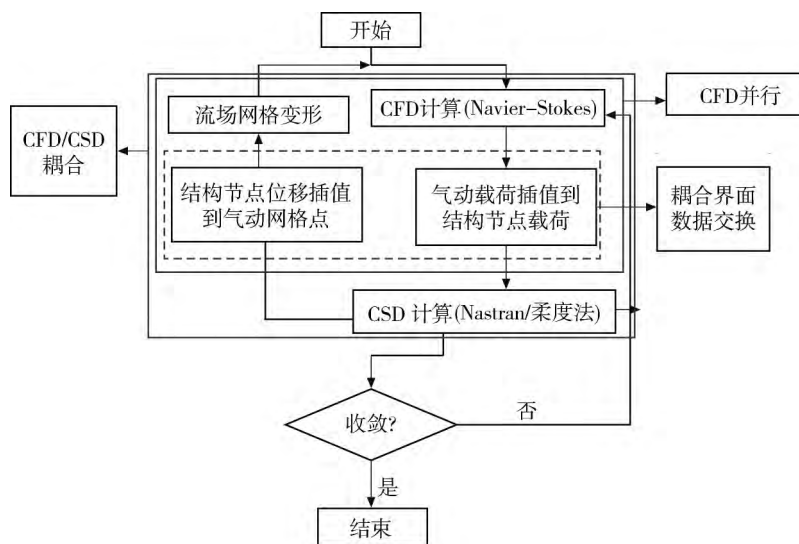 开始
流场网格变形
CFD计算(Navier-Stokes)
CFD并行
CFD/CSD
耦合
结构节点位移插值
到气动网格点
气动载荷插值到
结构节点载荷
耦合界面
数据交换
CSD 计算(Nastran/柔度法)
收敛?
否
是
结束